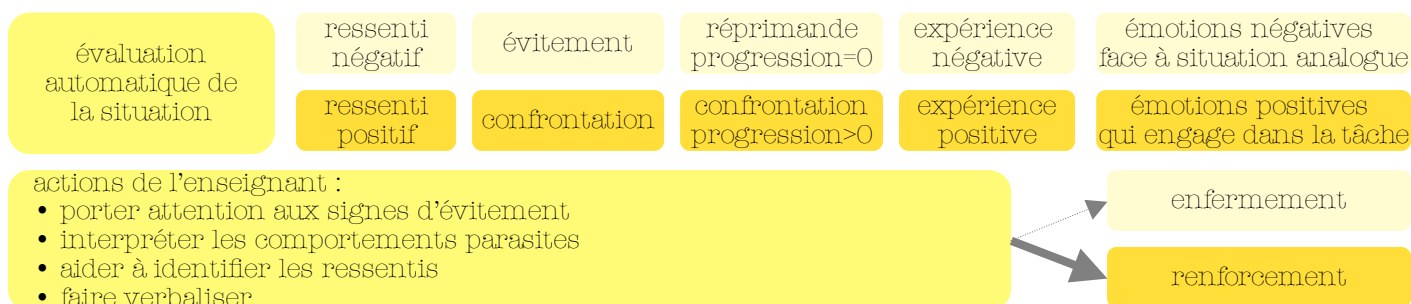 évaluation
automatique de
la situation
ressenti
négatif
évitement
réprimande
progression=0
expérience
négative
émotions négatives
face à situation analogue
ressenti
positif
confrontation
confrontation
progression>0
expérience
positive
émotions positives
qui engage dans la tâche
actions de l'enseignant :
• porter attention aux signes d'évitement
• interpréter les comportements parasites
• aider à identifier les ressentis
• faire verbaliser
enfermement
renforcement